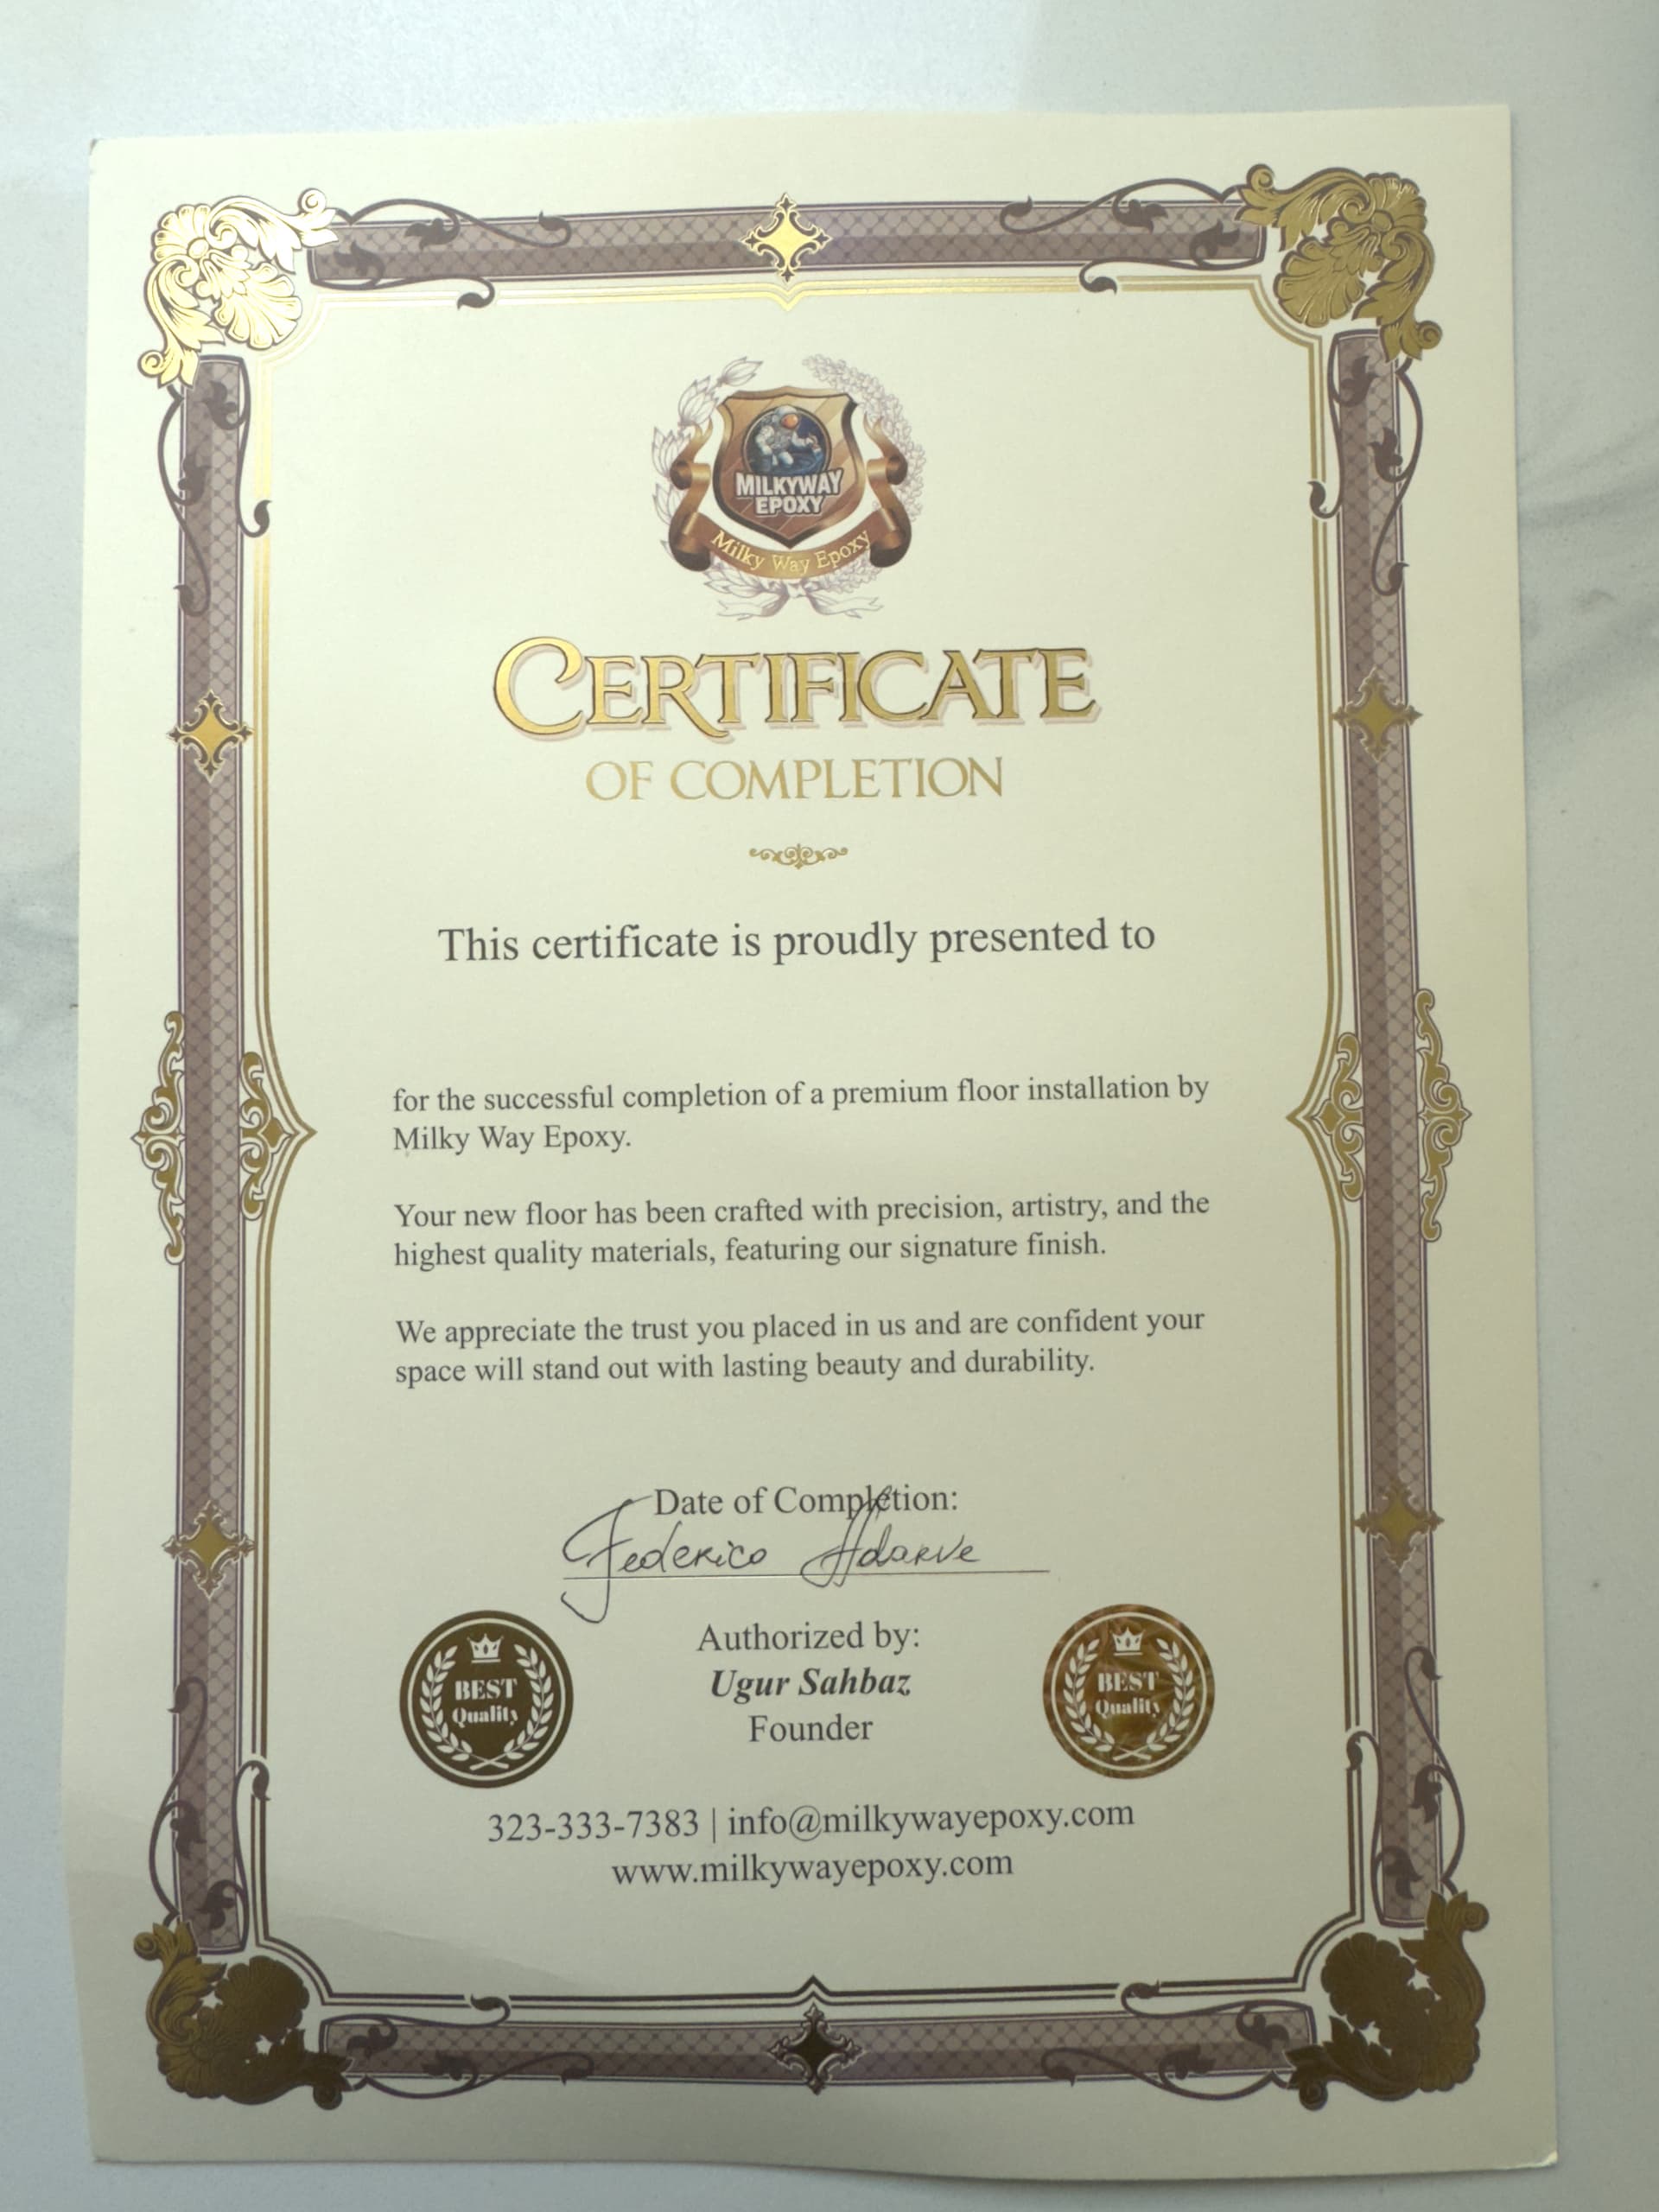 MILKYWAY
EPOXY
Milky Way Epoxy
CERTIFICATE
OF COMPLETION
This certificate is proudly presented to
for the successful completion of a premium floor installation by
Milky Way Epoxy.
Your new floor has been crafted with precision, artistry, and the
highest quality materials, featuring our signature finish.
We appreciate the trust you placed in us and are confident your
space will stand out with lasting beauty and durability.
Date of Completion:
Federico Adarve
Authorized by:
Ugur Sahbaz
Founder
BEST
Quality
BEST
Quality
323-333-7383 | info@milkywayepoxy.com
www.milkywayepoxy.com